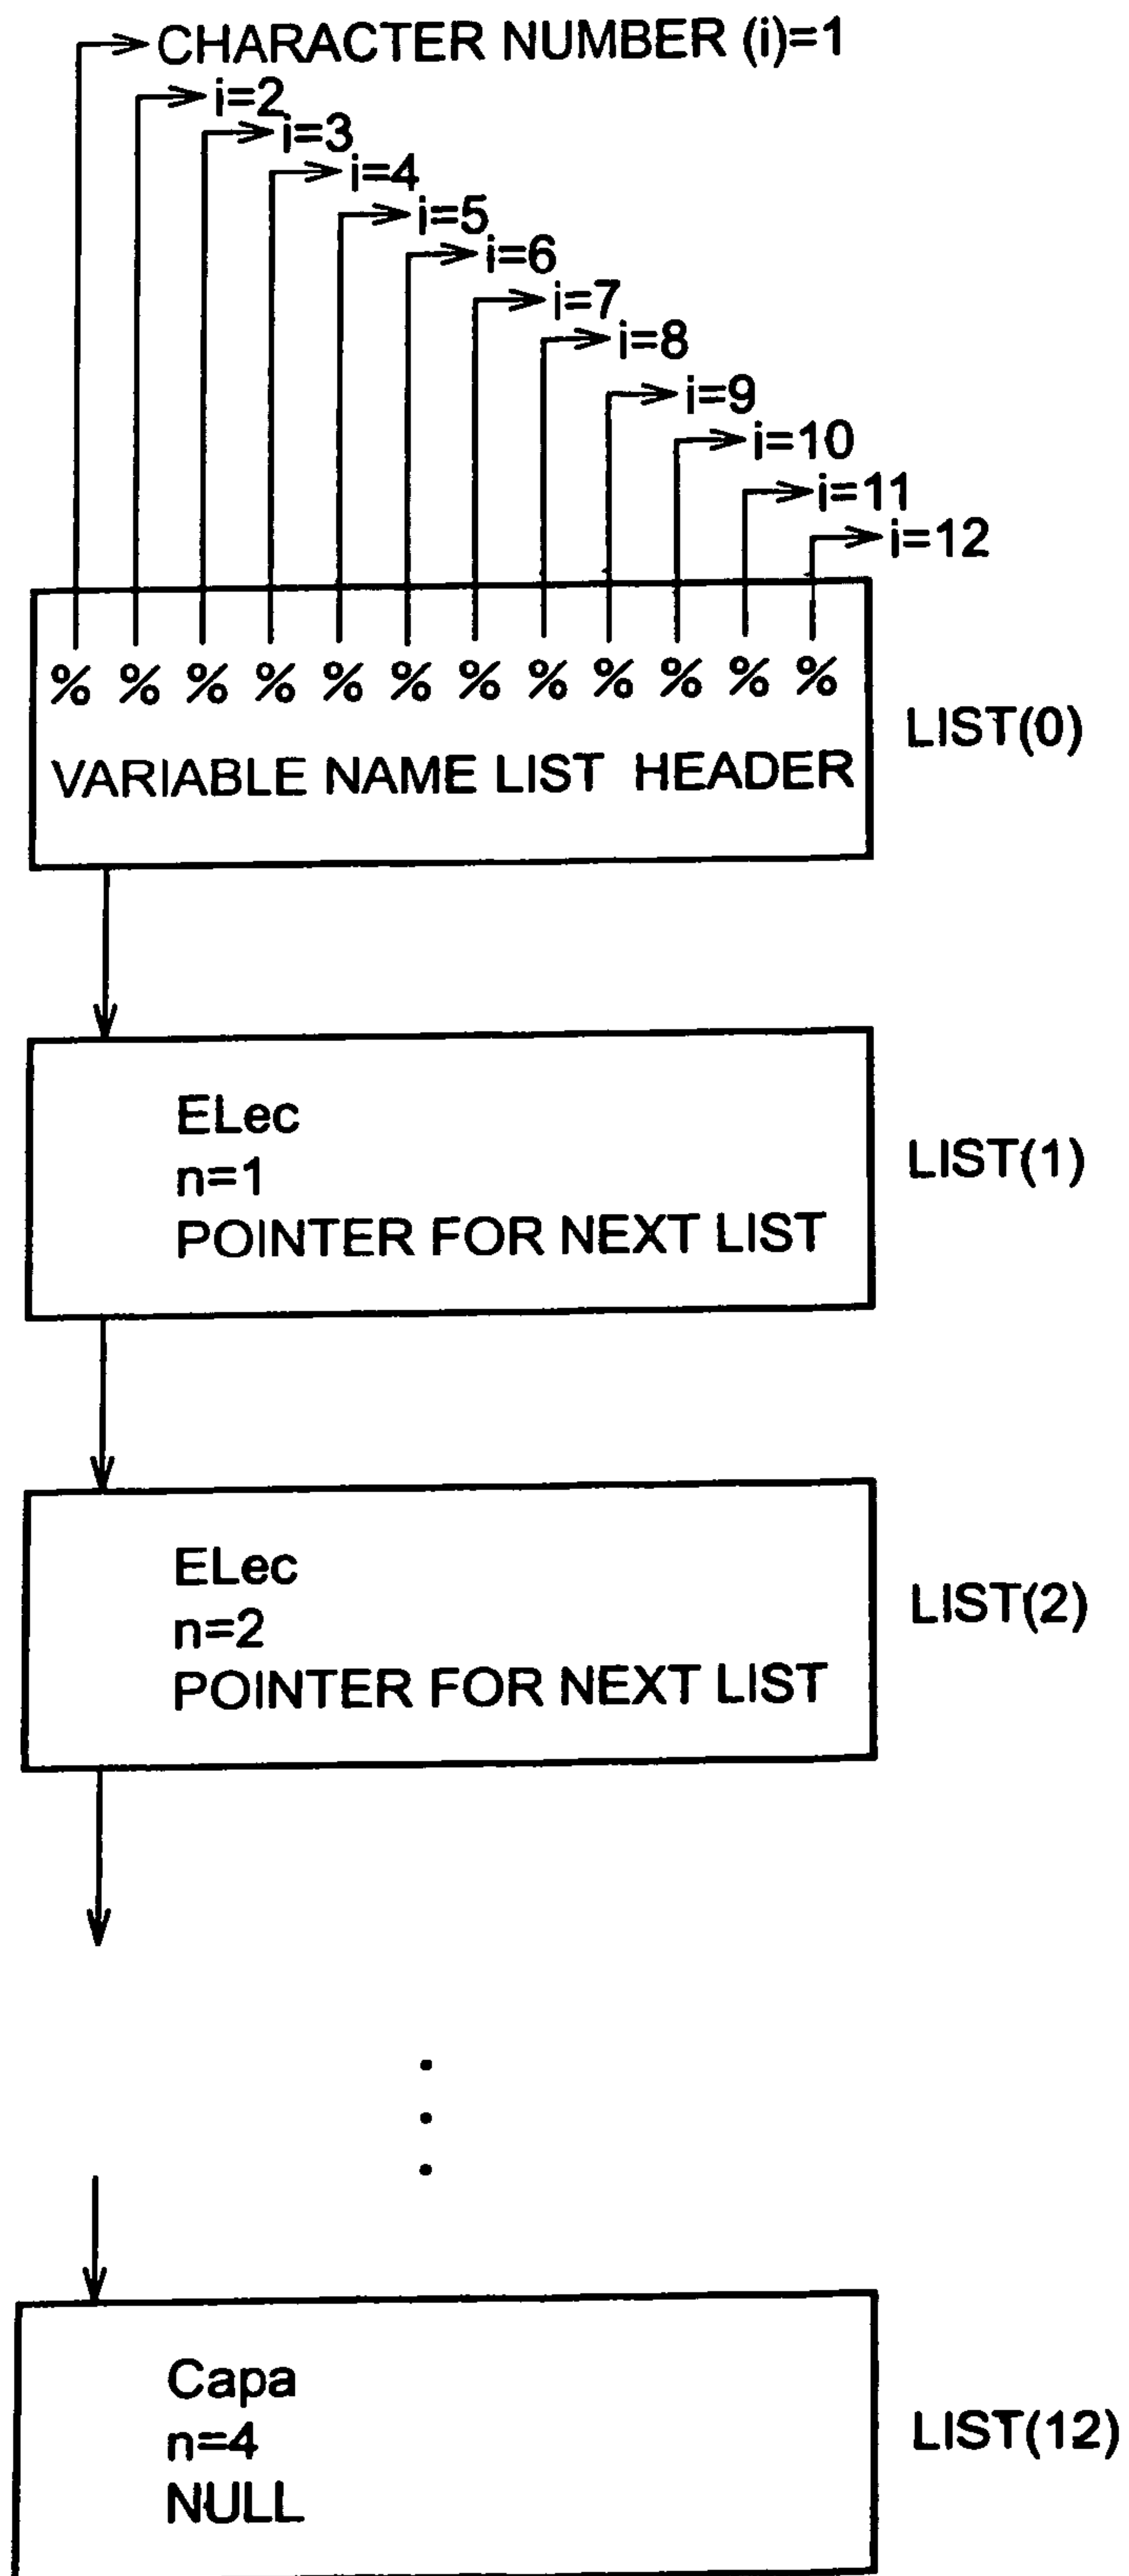 CHARACTER NUMBER (i)=1
i=2
i=3
i=4
i=5
i=6
i=7
i=8
i=9
i=10
i=11
i=12
% % % % % % % % % % % %
VARIABLE NAME LIST HEADER
LIST(0)
ELec
n=1
POINTER FOR NEXT LIST
LIST(1)
ELec
n=2
POINTER FOR NEXT LIST
LIST(2)
Capa
n=4
NULL
LIST(12)